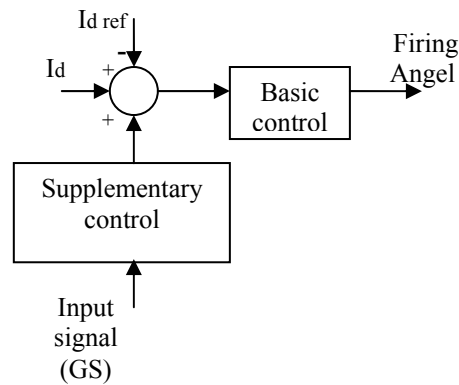 Id ref
-
Id
+
+
Basic
control
Firing
Angel
Supplementary
control
Input
signal
(GS)